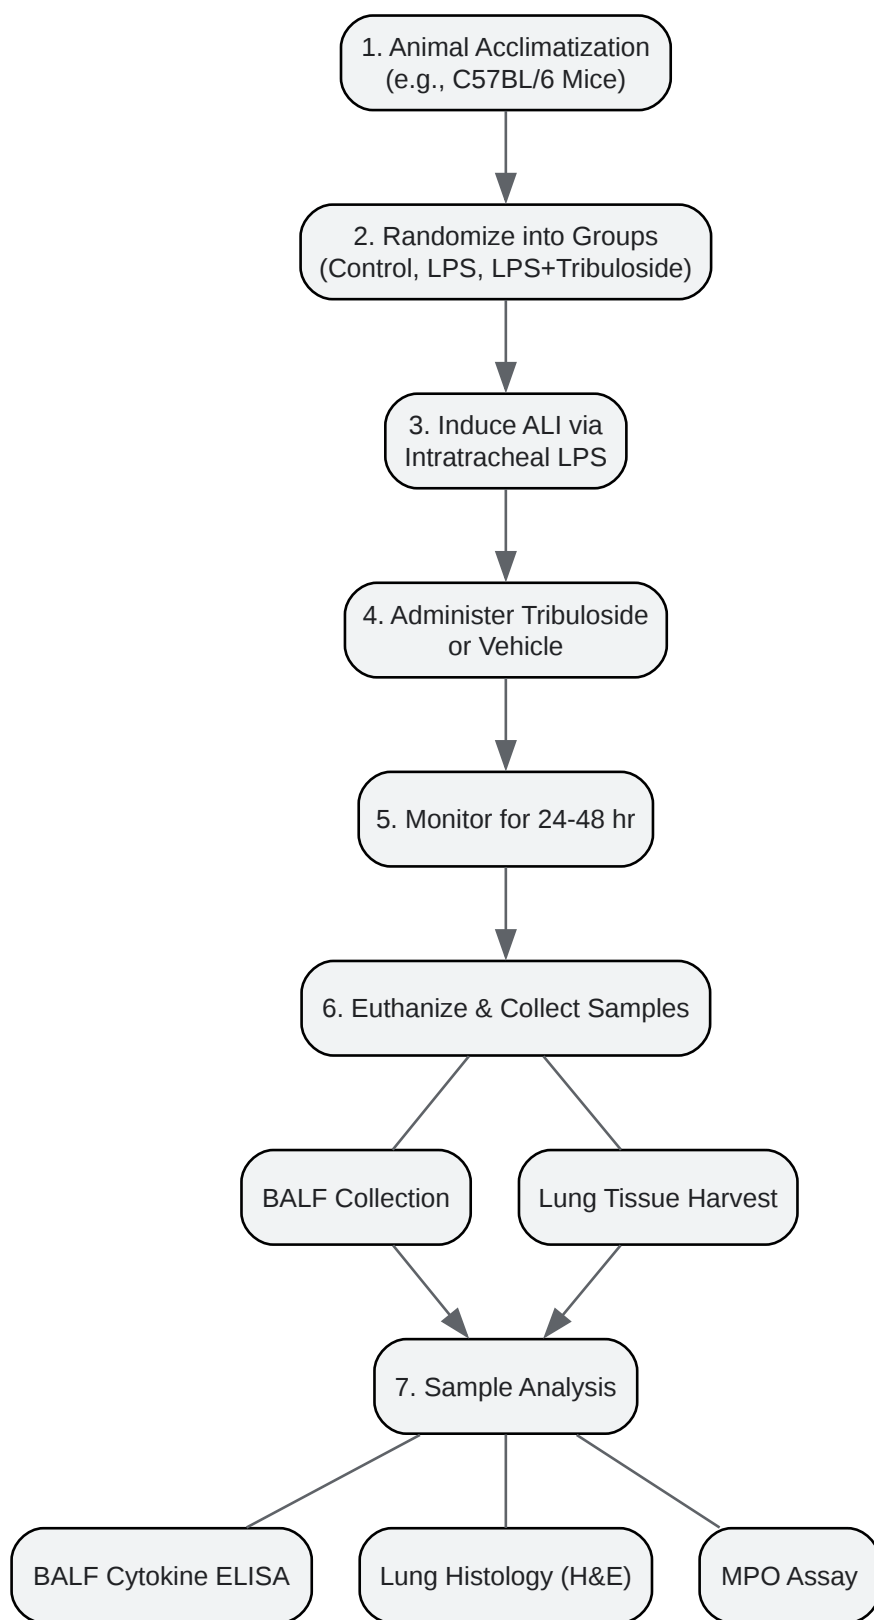 1. Animal Acclimatization
(e.g., C57BL/6 Mice)
2. Randomize into Groups
(Control, LPS, LPS+Tribuloside)
3. Induce ALI via
Intratracheal LPS
4. Administer Tribuloside
or Vehicle
5. Monitor for 24-48 hr
6. Euthanize & Collect Samples
BALF Collection
Lung Tissue Harvest
7. Sample Analysis
BALF Cytokine ELISA
Lung Histology (H&E)
MPO Assay